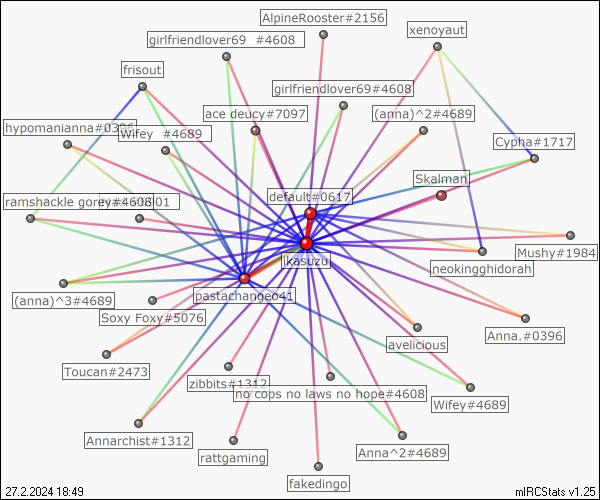 AlpineRooster#2156
xenoyaut
girlfriendlover69 #4608
frisout
girlfriendlover69#4608
ace deucy#7097
(anna)^2#4689
hypomanianna#0396
Wifey #4689
Cypha#1717
Skalman
default#0617
ramshackle gorey#4608
ikasuzu
Mushy#1984
neokingghidorah
pastachangeo41
(anna)^3#4689
Soxy Foxy#5076
Anna.#0396
avelicious
Toucan#2473
zibbits#1312
no cops no laws no hope#4608
Wifey#4689
Annarchist#1312
Anna^2#4689
rattgaming
fakedingo
27.2.2024 18:49
mIRCStats v1.25